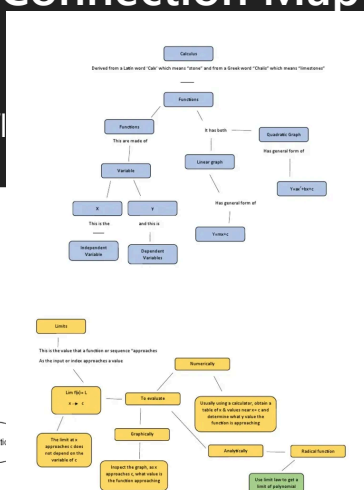 Connection Map
Calculus
Derived from a Latin word 'Calx' which means "stone" and from a Greek word "Chalis" which means "limestones"
Functions
Functions
It has both
Quadratic Graph
This are made of
Linear graph
Has general form of
Variable
Y=ax²+bx+c
X
Y
Has general form of
This is the
and this is
Y=mx+c
Independent
Variable
Dependent
Variables
Limits
This is the value that a function or sequence "approaches
As the input or index approaches a value
Numerically
Lim f(x)= L
x → c
To evaluate
Usually using a calculator, obtain a
table of x & values near x= c and
determine what y value the
function is approaching
The limit at x
approaches c does
not depend on the
variable of c
Graphically
Analytically
Radical function
Inspect the graph, as x
approaches c, what value is
the function approaching
Use limit law to get a
limit of polynomial